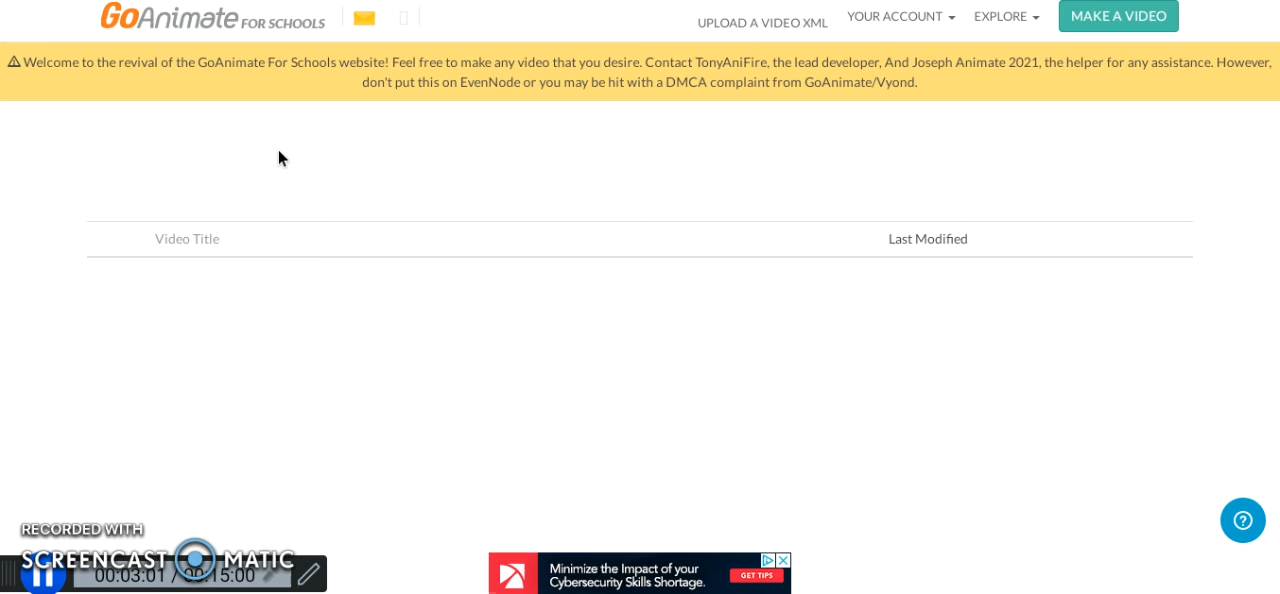 GoAnimate FOR SCHOOLS
UPLOAD A VIDEO XML
YOUR ACCOUNT
EXPLORE
MAKE A VIDEO
Welcome to the revival of the GoAnimate For Schools website! Feel free to make any video that you desire. Contact TonyAniFire, the lead developer, And Joseph Animate 2021, the helper for any assistance. However,
don't put this on EvenNode or you may be hit with a DMCA complaint from GoAnimate/Vyond.
Video Title
Last Modified
RECORDED WITH
SCREENCAST MATIC
00:03:01 / 00:15:00
Minimize the Impact of your
Cybersecurity Skills Shortage.
GET TIPS